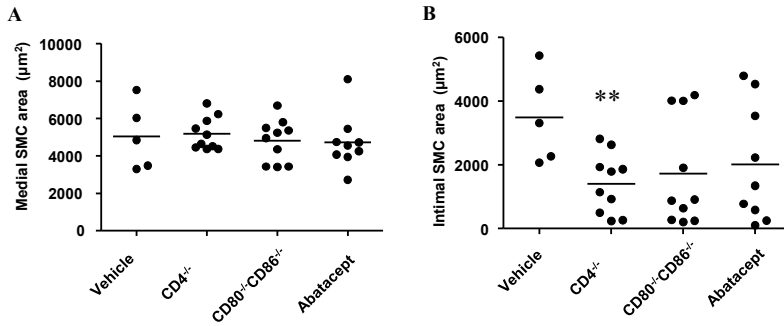 A
B
Medial SMC area (µm²)
10000
8000
6000
4000
2000
0
Vehicle
CD4⁻/⁻
CD80⁻/⁻CD86⁻/⁻
Abatacept
Intimal SMC area (µm²)
6000
4000
2000
0
**
Vehicle
CD4⁻/⁻
CD80⁻/⁻CD86⁻/⁻
Abatacept